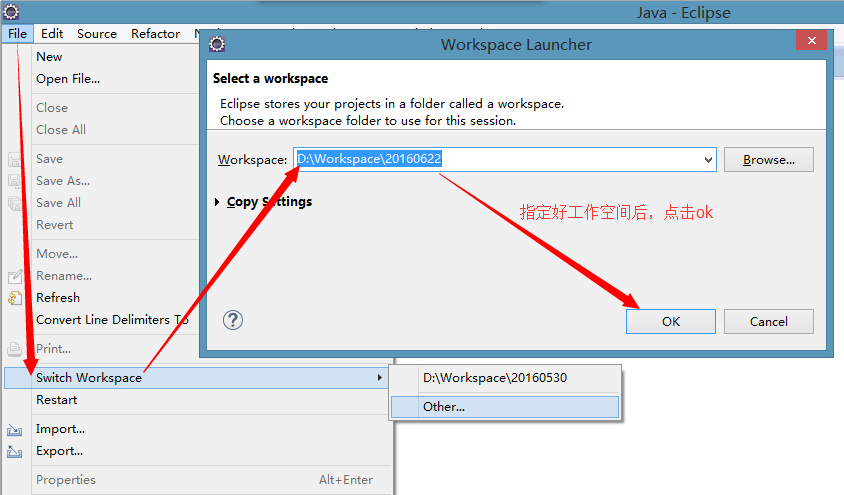 Java - Eclipse
File Edit Source Refactor
Workspace Launcher
Select a workspace
Eclipse stores your projects in a folder called a workspace.
Choose a workspace folder to use for this session.
Workspace: D:\Workspace\20160622 Browse...
Copy Settings
指定好工作空间后，点击ok
OK Cancel
New
Open File...
Close
Close All
Save
Save As...
Save All
Revert
Move...
Rename...
Refresh
Convert Line Delimiters To
Print...
Switch Workspace
Restart
Import...
Export...
Properties Alt+Enter
D:\Workspace\20160530
Other...